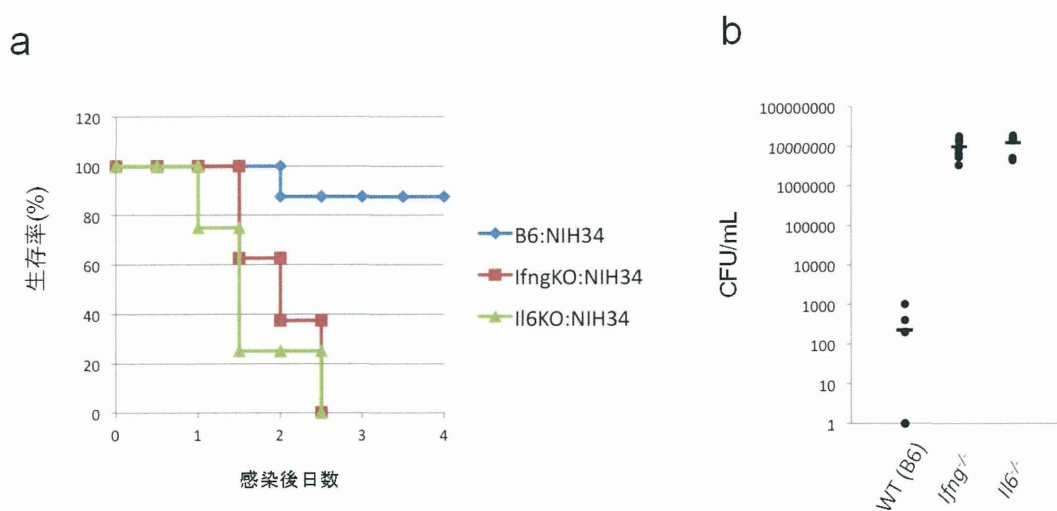 a
120
100
80
60
40
20
0
0 1 2 3 4
生存率(%)
感染後日数
B6:NIH34
IfngKO:NIH34
Il6KO:NIH34
b
100000000
10000000
1000000
100000
10000
1000
100
10
1
CFU/mL
WT (B6)
Ifng-/-
Il6-/-